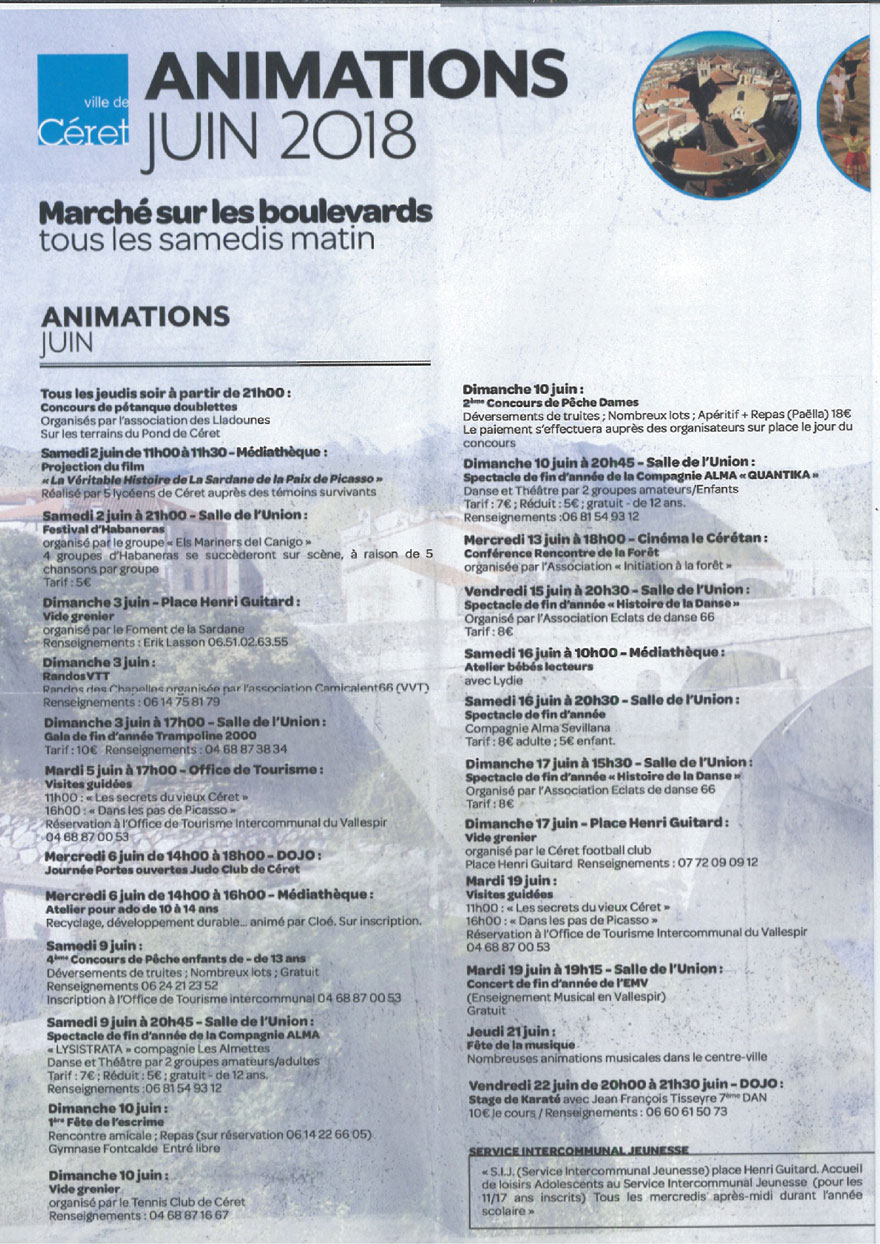 ville de
Céret
ANIMATIONS
JUIN 2018
Marché sur les boulevards
tous les samedis matin
ANIMATIONS
JUIN
Tous les jeudis soir à partir de 21h00 :
Concours de pétanque doublettes
Organisés par l'association des Lladounes
Sur les terrains du Pond de Céret
Samedi 2 juin de 11h00 à 11h30 - Médiathèque :
Projection du film
« La Véritable Histoire de La Sardane de la Paix de Picasso »
Réalisé par 5 lycéens de Céret auprès des témoins survivants
Samedi 2 juin à 21h00 - Salle de l'Union :
Festival d'Habaneras
organisé par le groupe « Els Mariners del Canigo »
4 groupes d'Habaneras se succèderont sur scène, à raison de 5
chansons par groupe
Tarif : 5€
Dimanche 3 juin - Place Henri Guitard :
Vide grenier
organisé par le Foment de la Sardane
Renseignements : Erik Lasson 06.51.02.63.55
Dimanche 3 juin :
Randos VTT
Randos des Chapelles organisée par l'association Camicalent66 (VVT)
Renseignements : 06 14 75 81 79
Dimanche 3 juin à 17h00 - Salle de l'Union :
Gala de fin d'année Trampoline 2000
Tarif : 10€ Renseignements : 04 68 87 38 34
Mardi 5 juin à 17h00 - Office de Tourisme :
Visites guidées
11h00 : « Les secrets du vieux Céret »
16h00 : « Dans les pas de Picasso »
Réservation à l'Office de Tourisme Intercommunal du Vallespir
04 68 87 00 53
Mercredi 6 juin de 14h00 à 18h00 - DOJO :
Journée Portes ouvertes Judo Club de Céret
Mercredi 6 juin de 14h00 à 16h00 - Médiathèque :
Atelier pour ado de 10 à 14 ans
Recyclage, développement durable... animé par Cloé. Sur inscription.
Samedi 9 juin :
4ème Concours de Pêche enfants de - de 13 ans
Déversements de truites ; Nombreux lots ; Gratuit
Renseignements 06 24 21 23 52
Inscription à l'Office de Tourisme intercommunal 04 68 87 00 53
Samedi 9 juin à 20h45 - Salle de l'Union :
Spectacle de fin d'année de la Compagnie ALMA
« LYSISTRATA » compagnie Les Almettes
Danse et Théâtre par 2 groupes amateurs/adultes
Tarif : 7€ ; Réduit : 5€ ; gratuit - de 12 ans.
Renseignements :06 81 54 93 12
Dimanche 10 juin :
1ère Fête de l'escrime
Rencontre amicale ; Repas (sur réservation 06 14 22 66 05)
Gymnase Fontcalde Entré libre
Dimanche 10 juin :
Vide grenier
organisé par le Tennis Club de Céret
Renseignements : 04 68 87 16 67
Dimanche 10 juin :
2ème Concours de Pêche Dames
Déversements de truites ; Nombreux lots ; Apéritif + Repas (Paëlla) 18€
Le paiement s'effectuera auprès des organisateurs sur place le jour du
concours
Dimanche 10 juin à 20h45 - Salle de l'Union :
Spectacle de fin d'année de la Compagnie ALMA « QUANTIKA »
Danse et Théâtre par 2 groupes amateurs/Enfants
Tarif : 7€ ; Réduit : 5€ ; gratuit - de 12 ans.
Renseignements :06 81 54 93 12
Mercredi 13 juin à 18h00 - Cinéma le Cérétan :
Conférence Rencontre de la Forêt
organisée par l'Association « Initiation à la forêt »
Vendredi 15 juin à 20h30 - Salle de l'Union :
Spectacle de fin d'année « Histoire de la Danse »
Organisé par l'Association Eclats de danse 66
Tarif : 8€
Samedi 16 juin à 10h00 - Médiathèque :
Atelier bébés lecteurs
avec Lydie
Samedi 16 juin à 20h30 - Salle de l'Union :
Spectacle de fin d'année
Compagnie Alma Sevillana
Tarif : 8€ adulte ; 5€ enfant.
Dimanche 17 juin à 15h30 - Salle de l'Union :
Spectacle de fin d'année « Histoire de la Danse »
Organisé par l'Association Eclats de danse 66
Tarif : 8€
Dimanche 17 juin - Place Henri Guitard :
Vide grenier
organisé par le Céret football club
Place Henri Guitard Renseignements : 07 72 09 09 12
Mardi 19 juin :
Visites guidées
11h00 : « Les secrets du vieux Céret »
16h00 : « Dans les pas de Picasso »
Réservation à l'Office de Tourisme Intercommunal du Vallespir
04 68 87 00 53
Mardi 19 juin à 19h15 - Salle de l'Union :
Concert de fin d'année de l'EMV
(Enseignement Musical en Vallespir)
Gratuit
Jeudi 21 juin :
Fête de la musique
Nombreuses animations musicales dans le centre-ville
Vendredi 22 juin de 20h00 à 21h30 juin - DOJO :
Stage de Karaté avec Jean François Tisseyre 7ème DAN
10€ le cours / Renseignements : 06 60 61 50 73
SERVICE INTERCOMMUNAL JEUNESSE
« S.I.J. (Service Intercommunal Jeunesse) place Henri Guitard. Accueil
de loisirs Adolescents au Service Intercommunal Jeunesse (pour les
11/17 ans inscrits) Tous les mercredis après-midi durant l'année
scolaire »